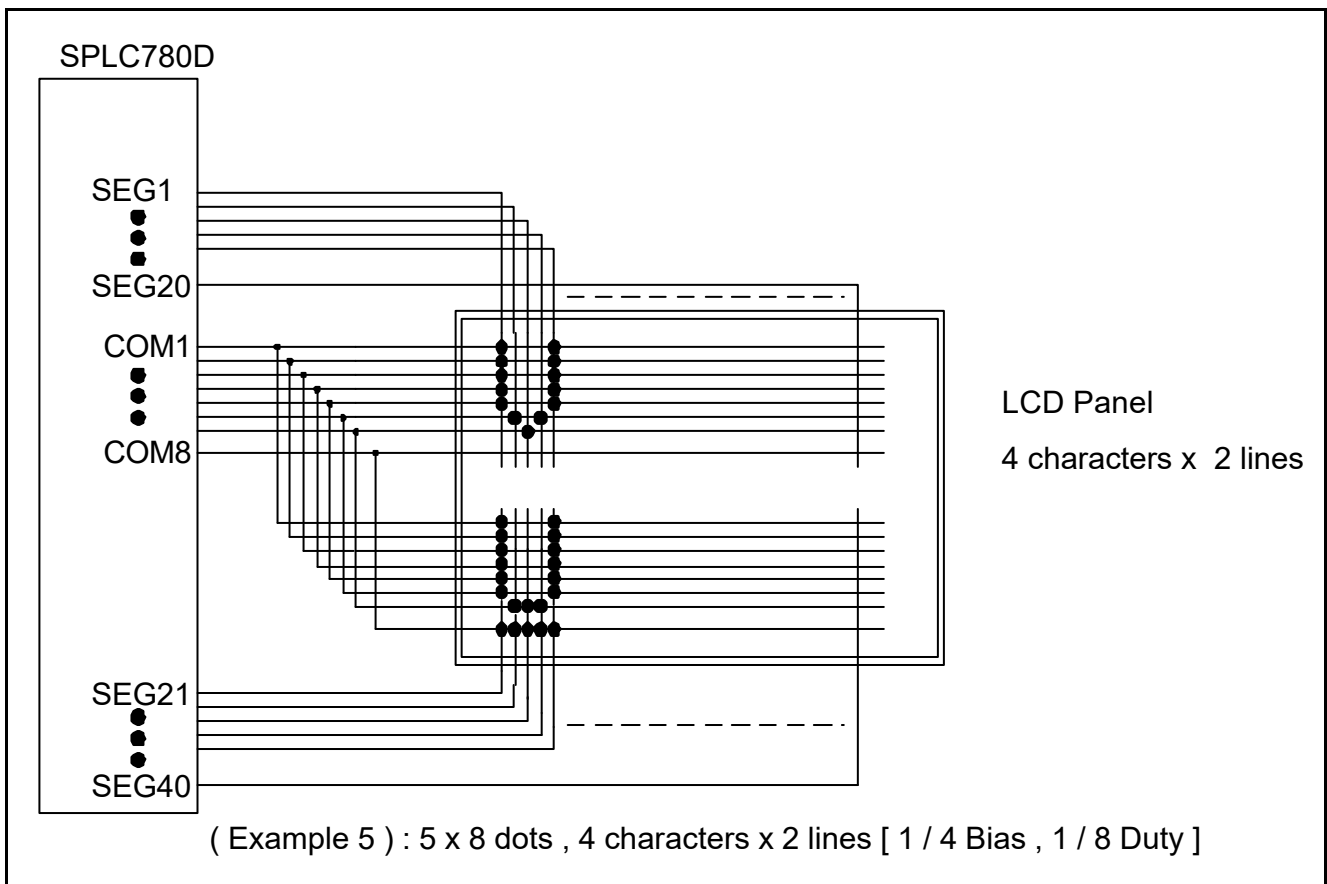 SPLC780D
SEG1
SEG20
COM1
COM8
LCD Panel
4 characters x 2 lines
SEG21
SEG40
( Example 5 ) : 5 x 8 dots , 4 characters x 2 lines [ 1 / 4 Bias , 1 / 8 Duty ]